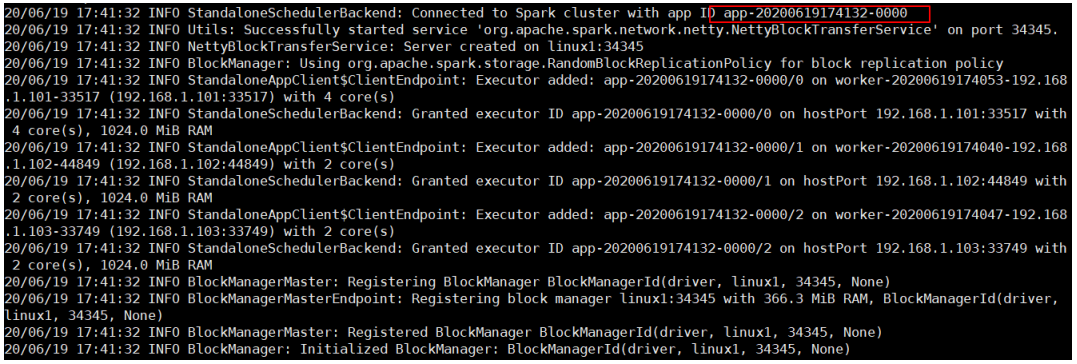 20/06/19 17:41:32 INFO StandaloneSchedulerBackend: Connected to Spark cluster with app ID app-20200619174132-0000
20/06/19 17:41:32 INFO Utils: Successfully started service 'org.apache.spark.network.netty.NettyBlockTransferService' on port 34345.
20/06/19 17:41:32 INFO NettyBlockTransferService: Server created on linux1:34345
20/06/19 17:41:32 INFO BlockManager: Using org.apache.spark.storage.RandomBlockReplicationPolicy for block replication policy
20/06/19 17:41:32 INFO StandaloneAppClient$ClientEndpoint: Executor added: app-20200619174132-0000/0 on worker-20200619174053-192.168
.1.101-33517 (192.168.1.101:33517) with 4 core(s)
20/06/19 17:41:32 INFO StandaloneSchedulerBackend: Granted executor ID app-20200619174132-0000/0 on hostPort 192.168.1.101:33517 with
 4 core(s), 1024.0 MiB RAM
20/06/19 17:41:32 INFO StandaloneAppClient$ClientEndpoint: Executor added: app-20200619174132-0000/1 on worker-20200619174040-192.168
.1.102-44849 (192.168.1.102:44849) with 2 core(s)
20/06/19 17:41:32 INFO StandaloneSchedulerBackend: Granted executor ID app-20200619174132-0000/1 on hostPort 192.168.1.102:44849 with
 2 core(s), 1024.0 MiB RAM
20/06/19 17:41:32 INFO StandaloneAppClient$ClientEndpoint: Executor added: app-20200619174132-0000/2 on worker-20200619174047-192.168
.1.103-33749 (192.168.1.103:33749) with 2 core(s)
20/06/19 17:41:32 INFO StandaloneSchedulerBackend: Granted executor ID app-20200619174132-0000/2 on hostPort 192.168.1.103:33749 with
 2 core(s), 1024.0 MiB RAM
20/06/19 17:41:32 INFO BlockManagerMaster: Registering BlockManager BlockManagerId(driver, linux1, 34345, None)
20/06/19 17:41:32 INFO BlockManagerMasterEndpoint: Registering block manager linux1:34345 with 366.3 MiB RAM, BlockManagerId(driver,
linux1, 34345, None)
20/06/19 17:41:32 INFO BlockManagerMaster: Registered BlockManager BlockManagerId(driver, linux1, 34345, None)
20/06/19 17:41:32 INFO BlockManager: Initialized BlockManager: BlockManagerId(driver, linux1, 34345, None)